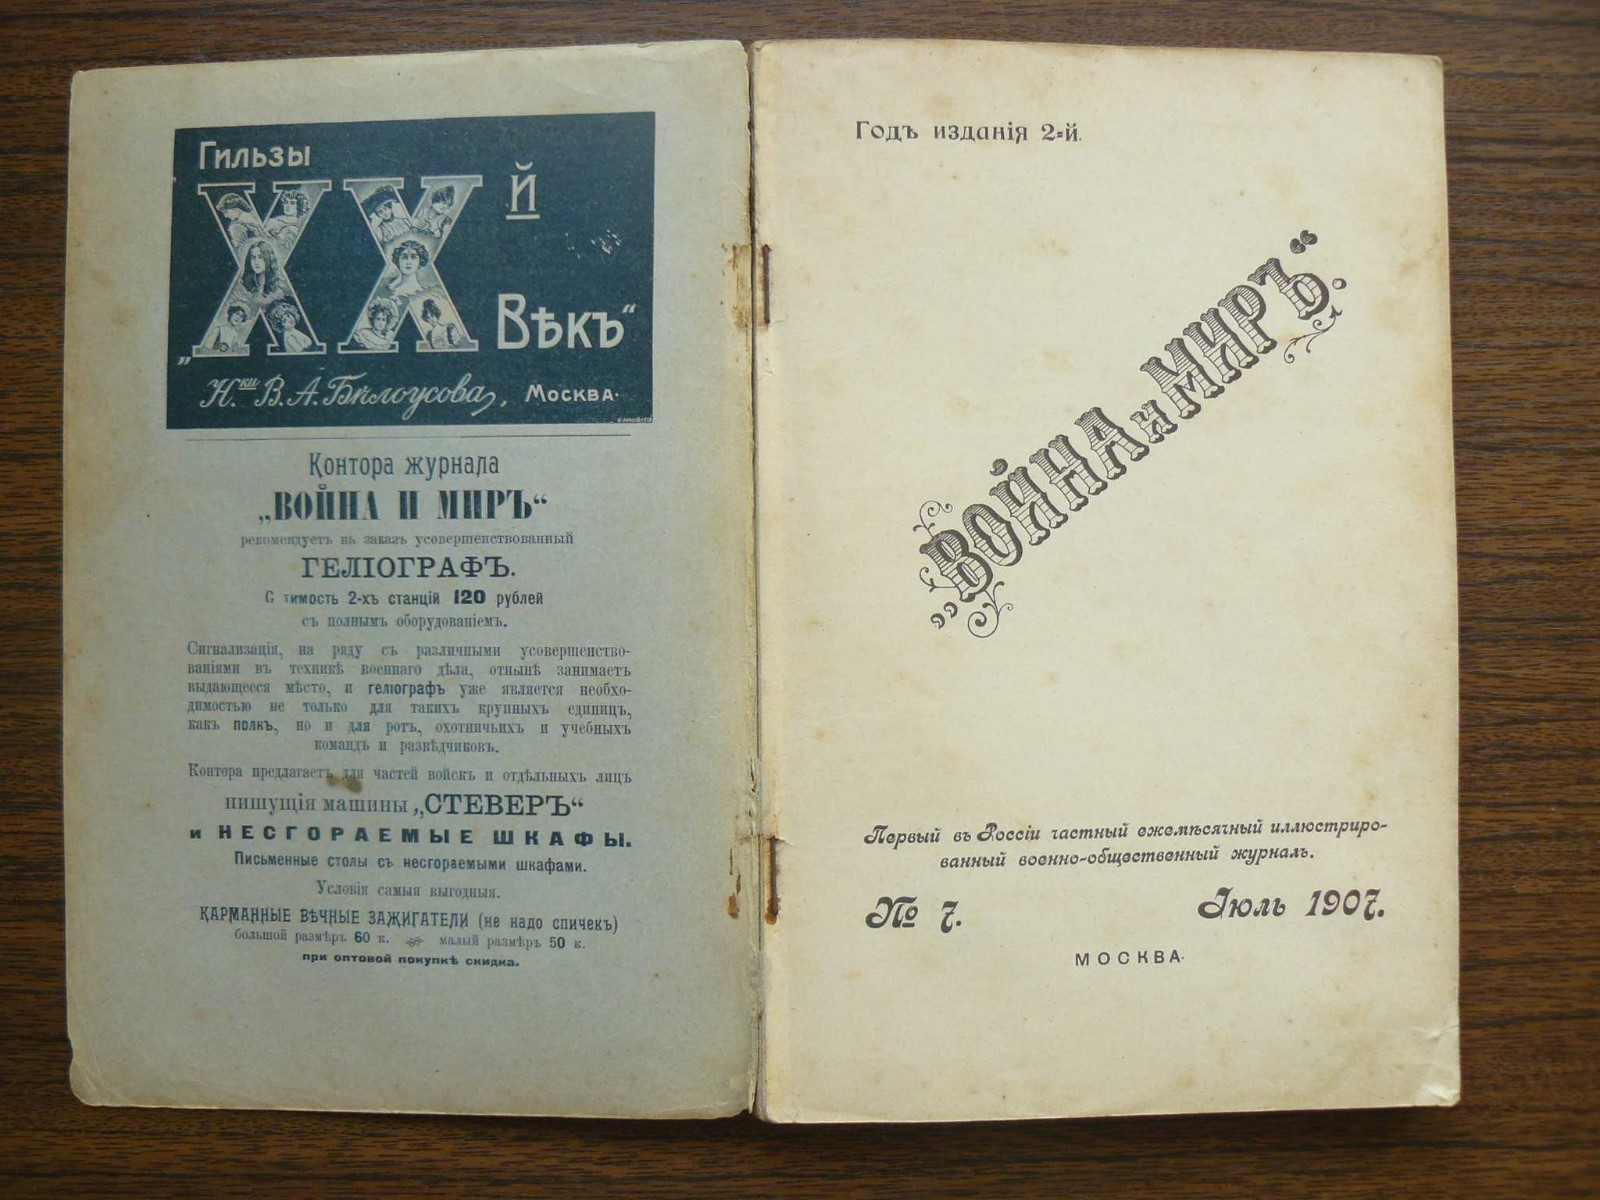 Гильзы
„XXй
Вѣкъ“
Н.ки В. А. Бѣлоусова, Москва.
Контора журнала
„ВОЙНА И МИРЪ“
рекомендуетъ на заказъ усовершенствованный
ГЕЛІОГРАФЪ.
С тимость 2-хъ станцій 120 рублей
съ полнымъ оборудованіемъ.
Сигнализація, на ряду съ различными усовершенство-
ваніями въ техникѣ военнаго дѣла, отнынѣ занимаетъ
выдающееся мѣсто, и геліографъ уже является необхо-
димостью не только для такихъ крупныхъ единицъ,
какъ полкъ, но и для ротъ, охотничьихъ и учебныхъ
командъ и развѣдчиковъ.
Контора предлагаетъ для частей войскъ и отдѣльныхъ лицъ
пишущія машины „СТЕВЕРЪ“
и НЕСГОРАЕМЫЕ ШКАФЫ.
Письменные столы съ несгораемыми шкафами.
Условія самыя выгодныя.
КАРМАННЫЕ ВѢЧНЫЕ ЗАЖИГАТЕЛИ (не надо спичек)
большой размѣръ 60 к. малый размѣръ 50 к.
при оптовой покупкѣ скидка.
Годъ изданія 2-й.
„ВОЙНА и МИРЪ.“
Первый въ Россіи частный ежемѣсячный иллюстриро-
ванный военно-общественный журналъ.
№ 7. Іюль 1907.
МОСКВА.